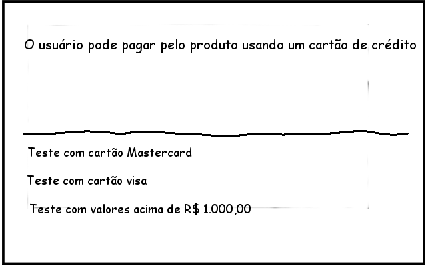 O usuário pode pagar pelo produto usando um cartão de crédito
Teste com cartão Mastercard
Teste com cartão visa
Teste com valores acima de R$ 1.000,00